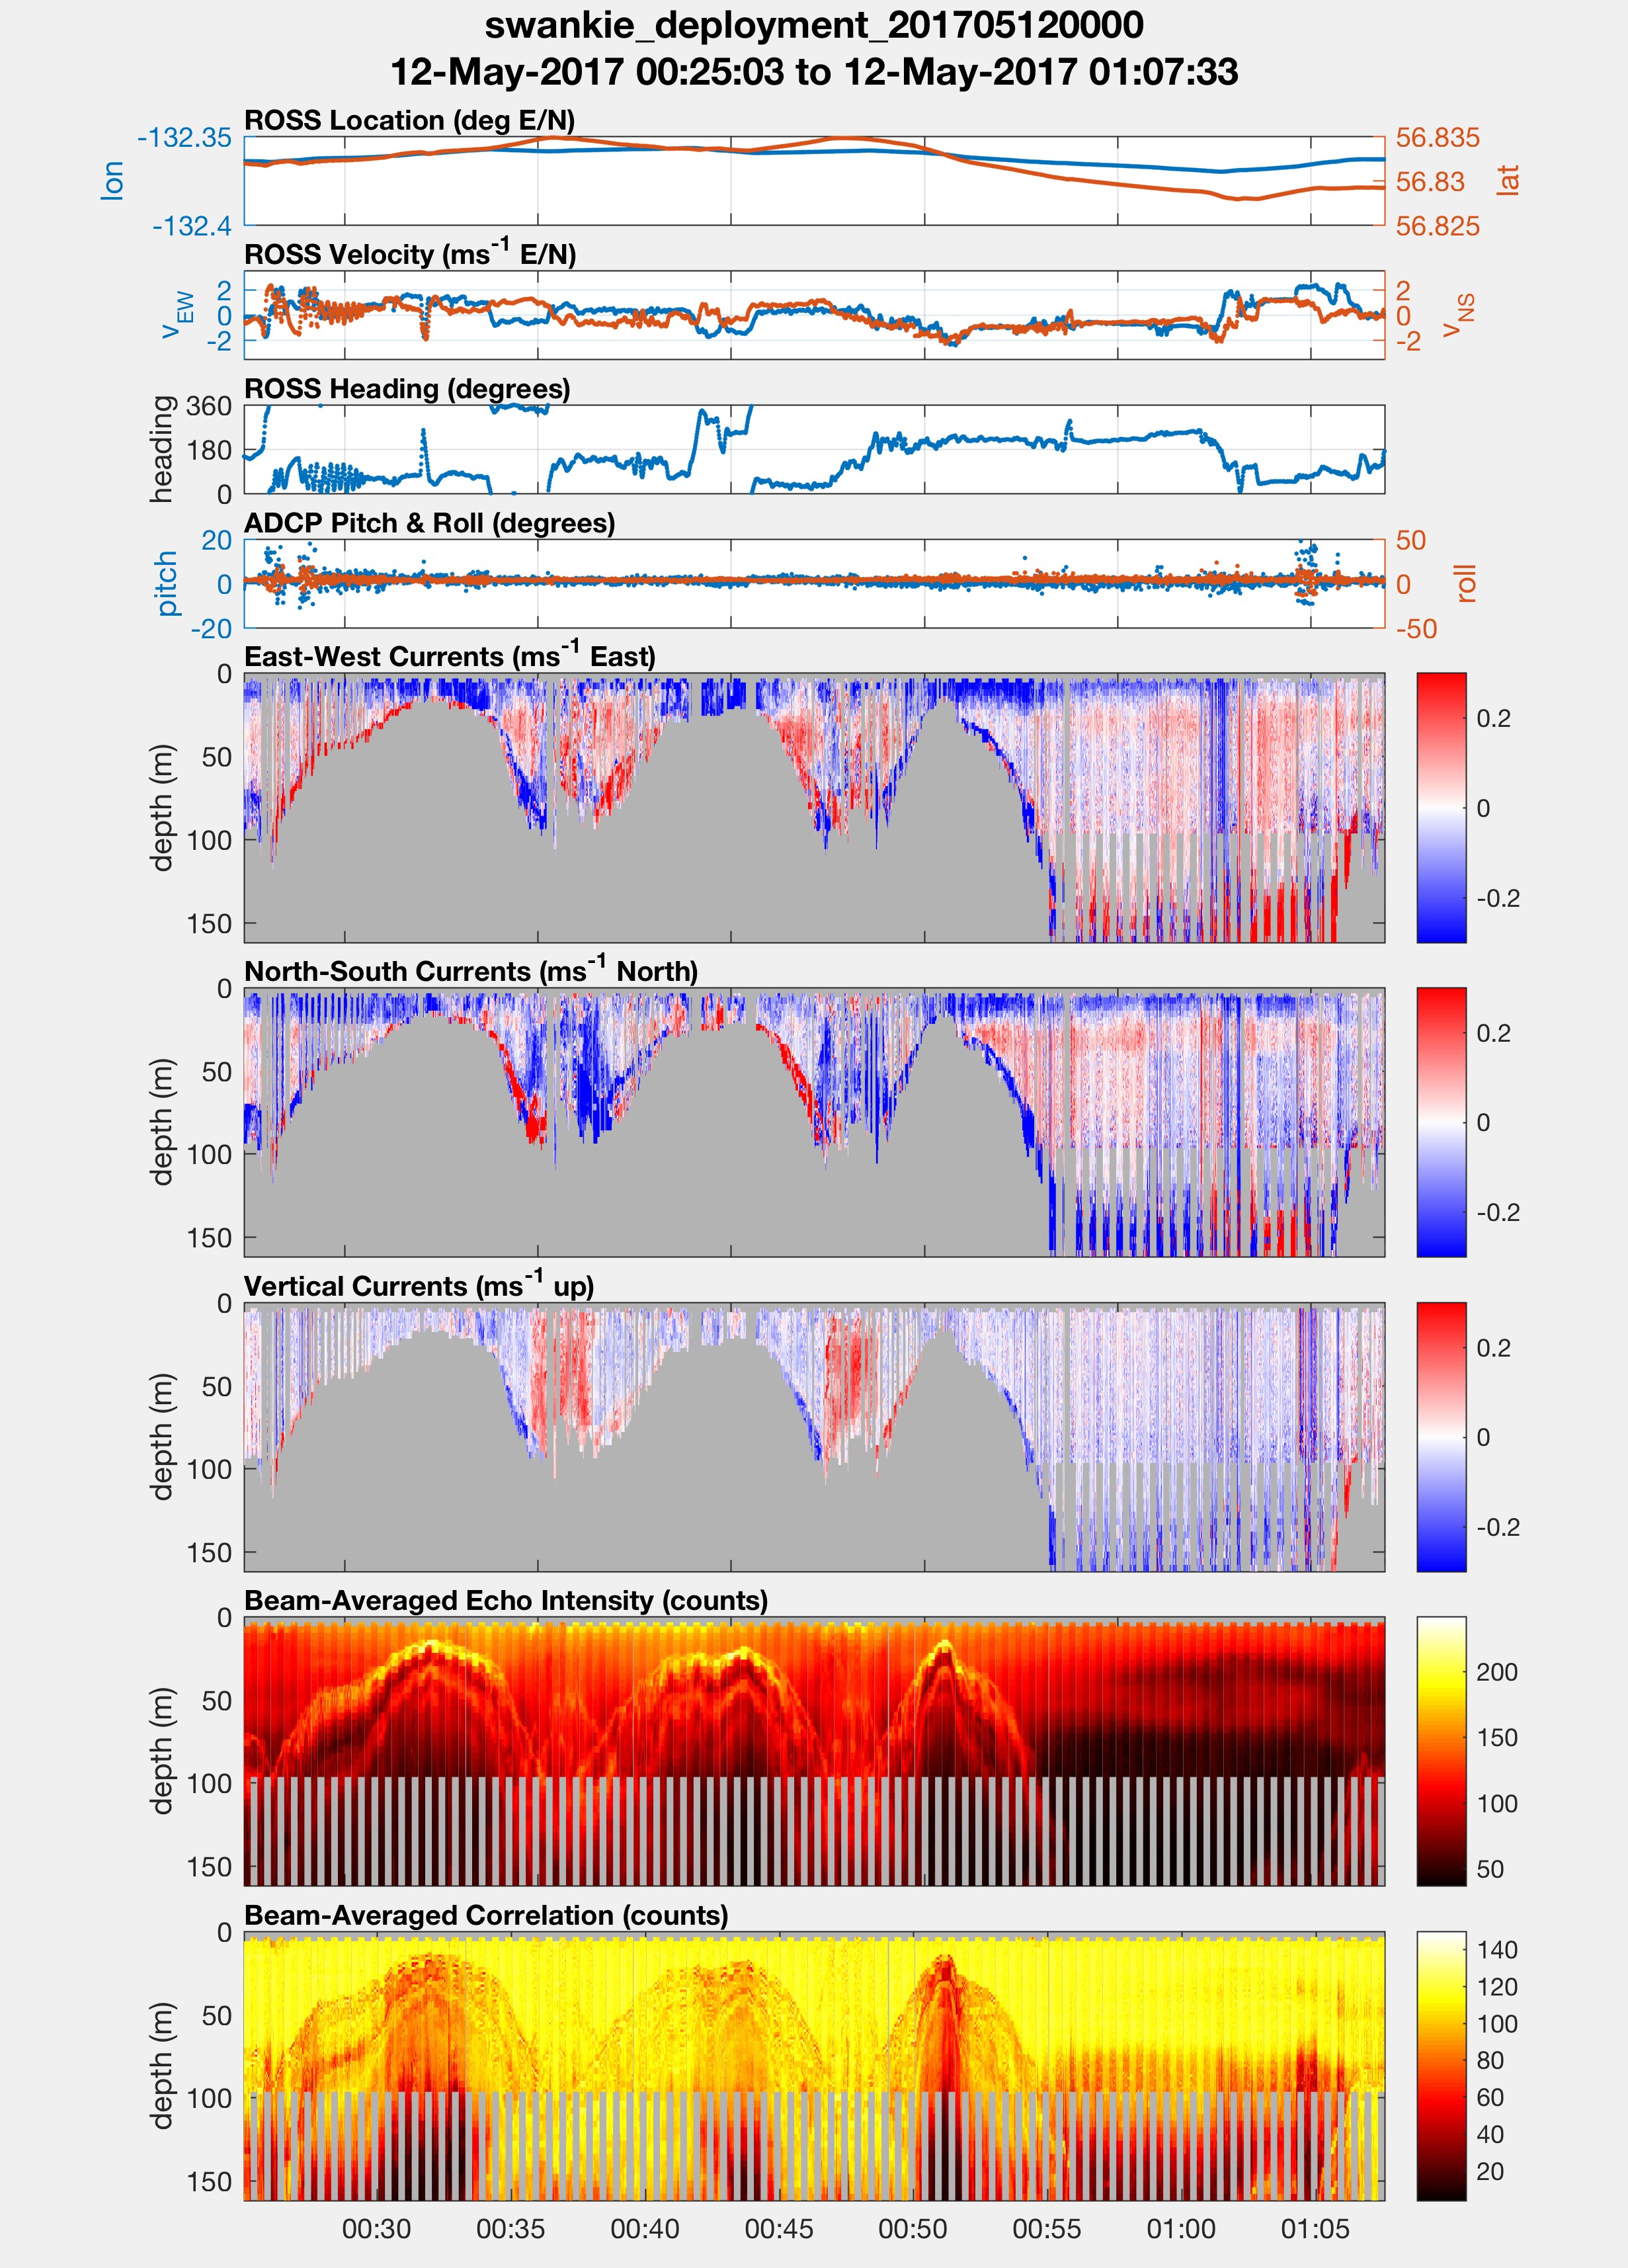 swankie_deployment_201705120000
12-May-2017 00:25:03 to 12-May-2017 01:07:33
ROSS Location (deg E/N)
-132.35
-132.4
lon
56.835
56.83
56.825
lat
ROSS Velocity (ms-1 E/N)
2
0
-2
vEW
2
0
-2
vNS
ROSS Heading (degrees)
360
180
0
heading
ADCP Pitch & Roll (degrees)
20
0
-20
pitch
50
0
-50
roll
East-West Currents (ms-1 East)
0
50
100
150
depth (m)
0.2
0
-0.2
North-South Currents (ms-1 North)
0
50
100
150
depth (m)
0.2
0
-0.2
Vertical Currents (ms-1 up)
0
50
100
150
depth (m)
0.2
0
-0.2
Beam-Averaged Echo Intensity (counts)
0
50
100
150
depth (m)
200
150
100
50
Beam-Averaged Correlation (counts)
0
50
100
150
depth (m)
140
120
100
80
60
40
20
00:30 00:35 00:40 00:45 00:50 00:55 01:00 01:05